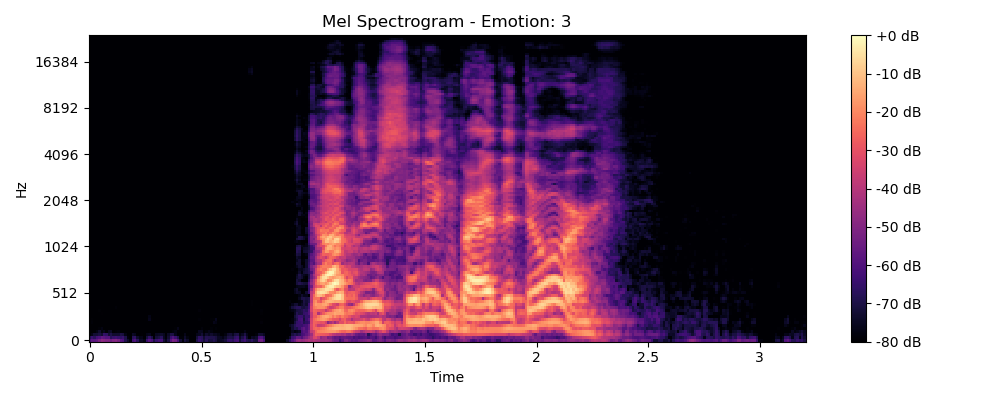 Mel Spectrogram - Emotion: 3
Hz
16384
8192
4096
2048
1024
512
0
0 0.5 1 1.5 2 2.5 3
Time
+0 dB
-10 dB
-20 dB
-30 dB
-40 dB
-50 dB
-60 dB
-70 dB
-80 dB